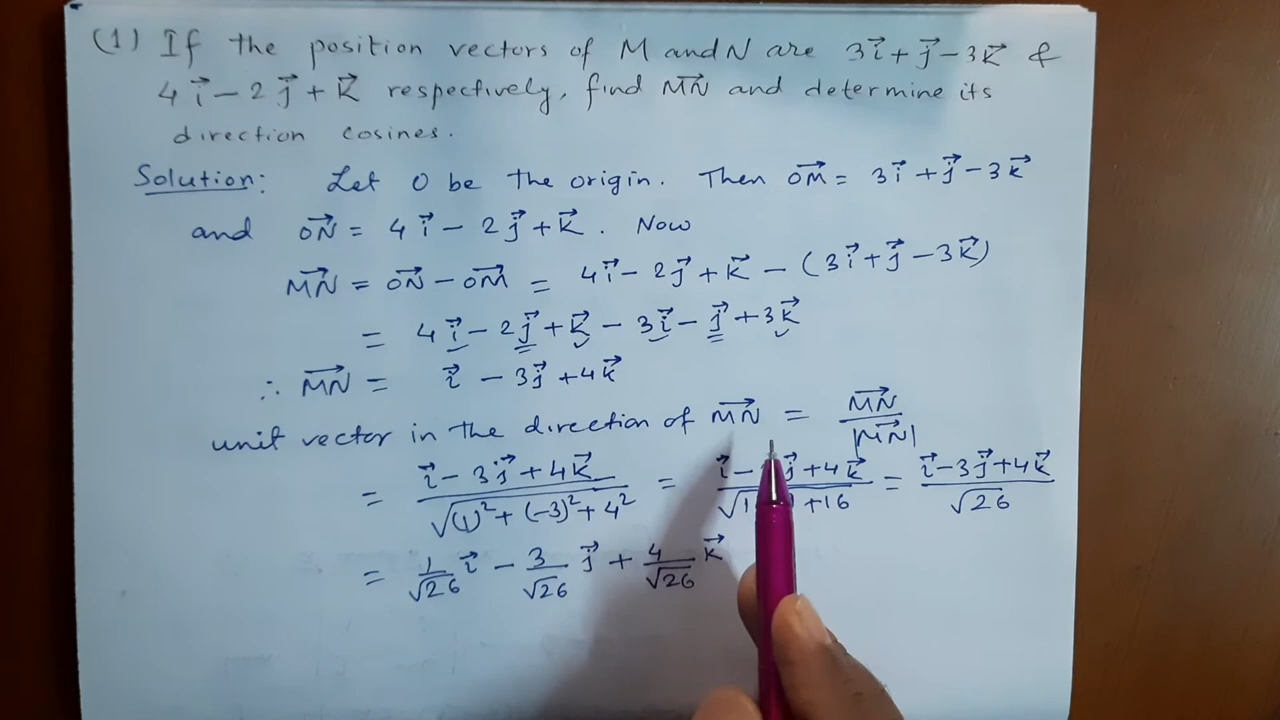 (1) If the position vectors of M and N are 3i⃗ + j⃗ − 3k⃗ &
4i⃗ − 2j⃗ + k⃗ respectively, find MN⃗ and determine its
direction cosines.
Solution: Let O be the origin. Then OM⃗ = 3i⃗ + j⃗ − 3k⃗
and ON⃗ = 4i⃗ − 2j⃗ + k⃗. Now
MN⃗ = ON⃗ − OM⃗ = 4i⃗ − 2j⃗ + k⃗ − (3i⃗ + j⃗ − 3k⃗)
= 4i⃗ − 2j⃗ + k⃗ − 3i⃗ − j⃗ + 3k⃗
∴ MN⃗ = i⃗ − 3j⃗ + 4k⃗
unit vector in the direction of MN⃗ = MN⃗ / |MN⃗|
= (i⃗ − 3j⃗ + 4k⃗) / √((1)² + (−3)² + 4²) = (i⃗ − j⃗ + 4k⃗) / √(1 + 16) = (i⃗ − 3j⃗ + 4k⃗) / √26
= 1/√26 i⃗ − 3/√26 j⃗ + 4/√26 k⃗